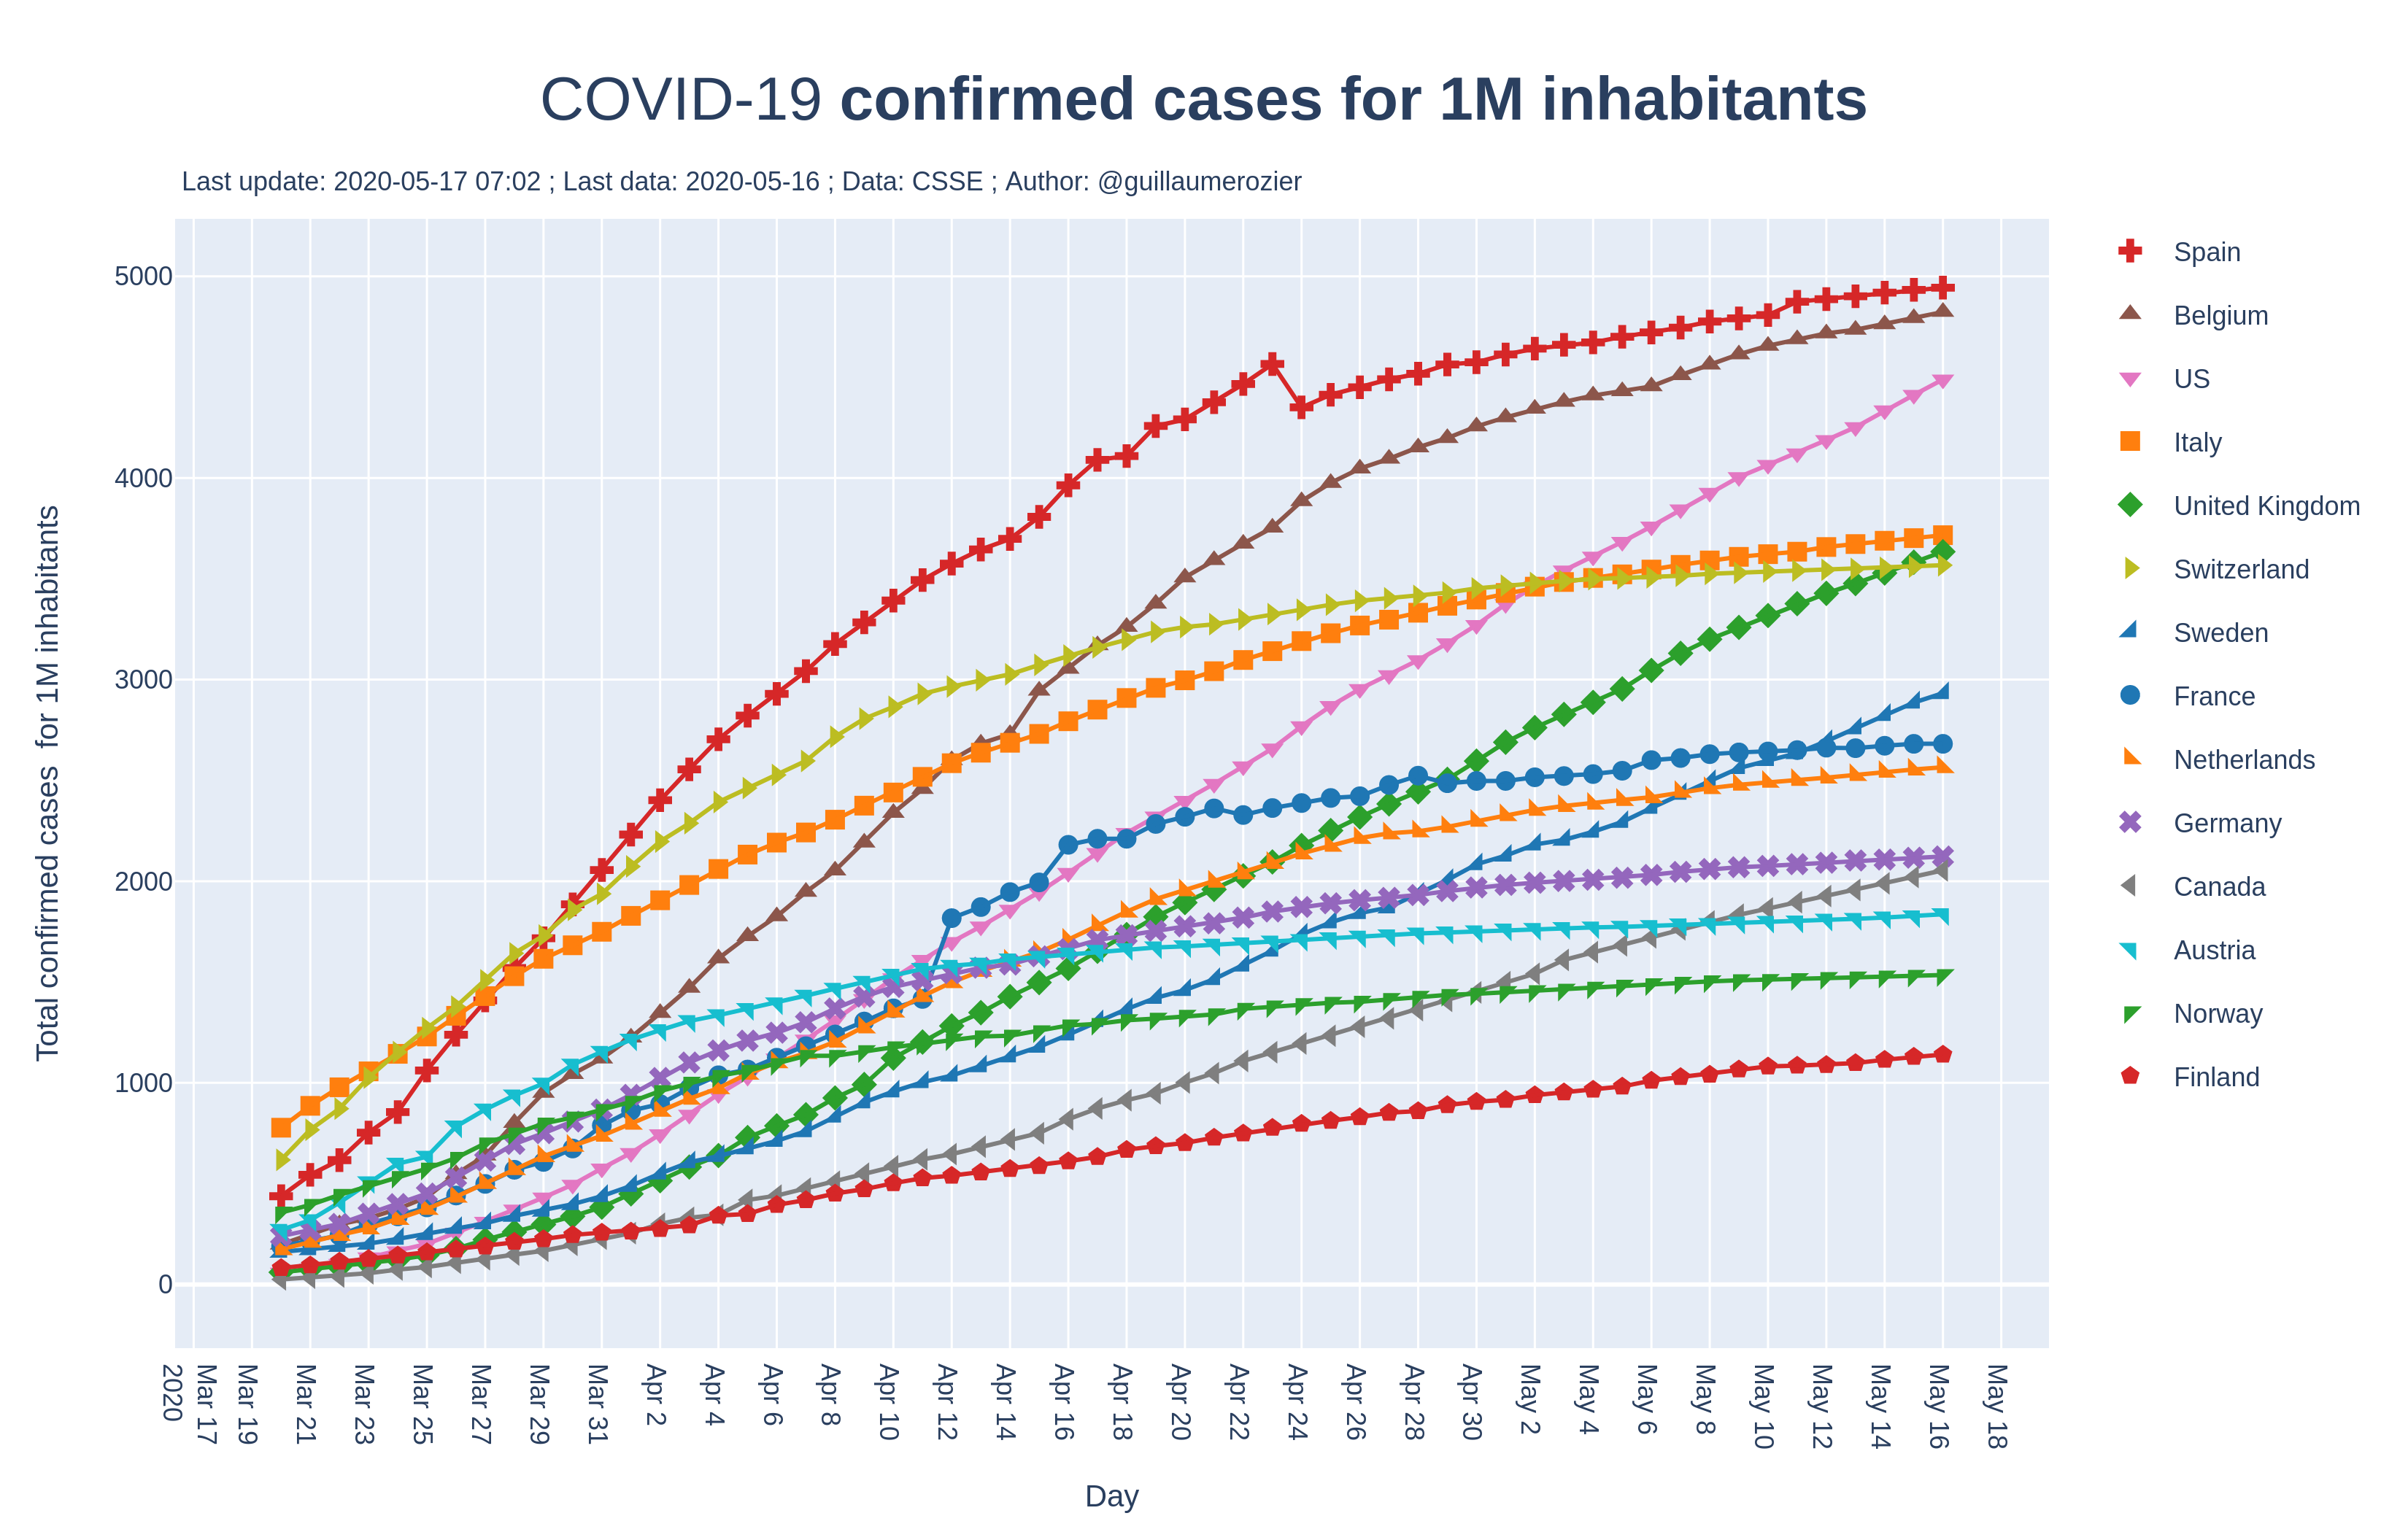 COVID-19 confirmed cases for 1M inhabitants
Last update: 2020-05-17 07:02 ; Last data: 2020-05-16 ; Data: CSSE ; Author: @guillaumerozier
Total confirmed cases for 1M inhabitants
5000
4000
3000
2000
1000
0
Mar 17
2020
Mar 19
Mar 21
Mar 23
Mar 25
Mar 27
Mar 29
Mar 31
Apr 2
Apr 4
Apr 6
Apr 8
Apr 10
Apr 12
Apr 14
Apr 16
Apr 18
Apr 20
Apr 22
Apr 24
Apr 26
Apr 28
Apr 30
May 2
May 4
May 6
May 8
May 10
May 12
May 14
May 16
May 18
Day
Spain
Belgium
US
Italy
United Kingdom
Switzerland
Sweden
France
Netherlands
Germany
Canada
Austria
Norway
Finland